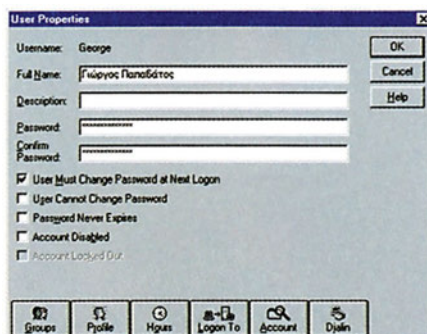 User Properties
Username: George
OK
Full Name: Γιώργος Παπαδάτος
Cancel
Description:
Help
Password: **************
Confirm Password: **************
User Must Change Password at Next Logon
User Cannot Change Password
Password Never Expires
Account Disabled
Account Locked Out
Groups Profile Hours Logon To Account Dialin